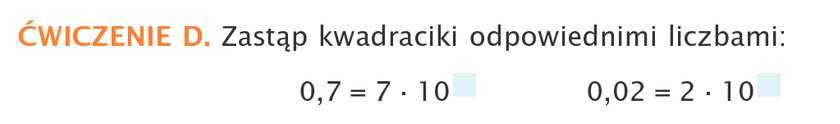 ĆWICZENIE D. Zastąp kwadraciki odpowiednimi liczbami:
0,7 = 7 · 10 0,02 = 2 · 10